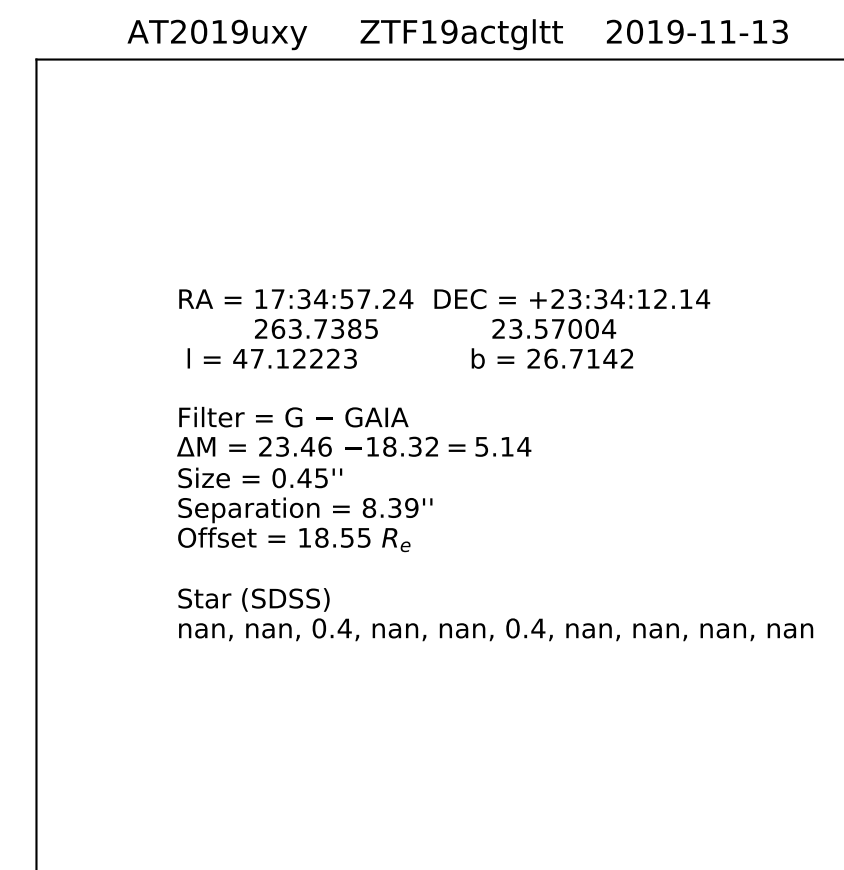 AT2019uxy ZTF19actgltt 2019-11-13
RA = 17:34:57.24 DEC = +23:34:12.14
263.7385 23.57004
l = 47.12223 b = 26.7142
Filter = G − GAIA
ΔM = 23.46 −18.32 = 5.14
Size = 0.45''
Separation = 8.39''
Offset = 18.55 Rₑ
Star (SDSS)
nan, nan, 0.4, nan, nan, 0.4, nan, nan, nan, nan